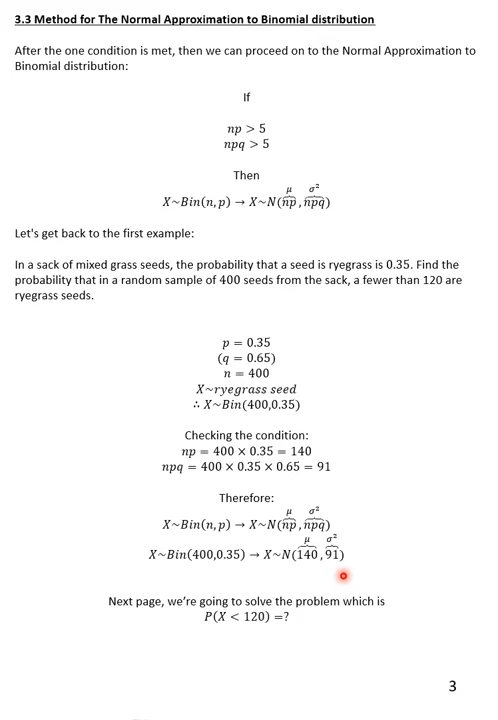 3.3 Method for The Normal Approximation to Binomial distribution
After the one condition is met, then we can proceed on to the Normal Approximation to
Binomial distribution:
If
np > 5
npq > 5
Then
μ σ²
X~Bin(n, p) → X~N(np , npq)
Let's get back to the first example:
In a sack of mixed grass seeds, the probability that a seed is ryegrass is 0.35. Find the
probability that in a random sample of 400 seeds from the sack, a fewer than 120 are
ryegrass seeds.
p = 0.35
(q = 0.65)
n = 400
X~ryegrass seed
∴ X~Bin(400,0.35)
Checking the condition:
np = 400 × 0.35 = 140
npq = 400 × 0.35 × 0.65 = 91
Therefore:
μ σ²
X~Bin(n, p) → X~N(np , npq)
μ σ²
X~Bin(400,0.35) → X~N(140 , 91)
Next page, we're going to solve the problem which is
P(X < 120) =?
3